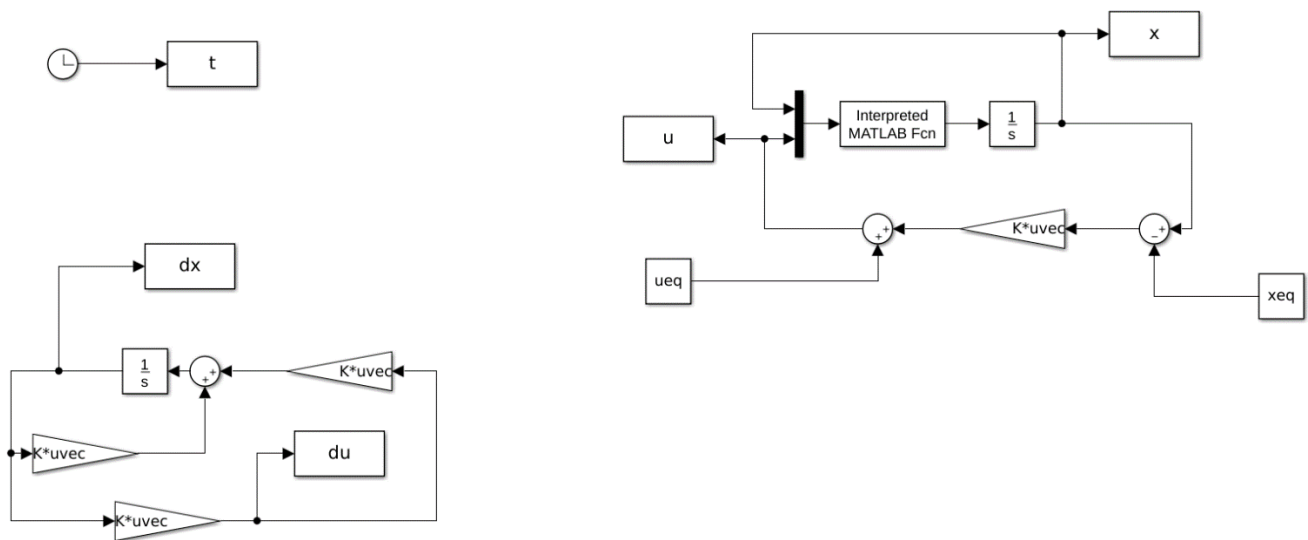 x
t
Interpreted
MATLAB Fcn
1
s
u
K*uvec
+
+
+
−
ueq
xeq
dx
1
s
+
+
K*uvec
K*uvec
du
K*uvec